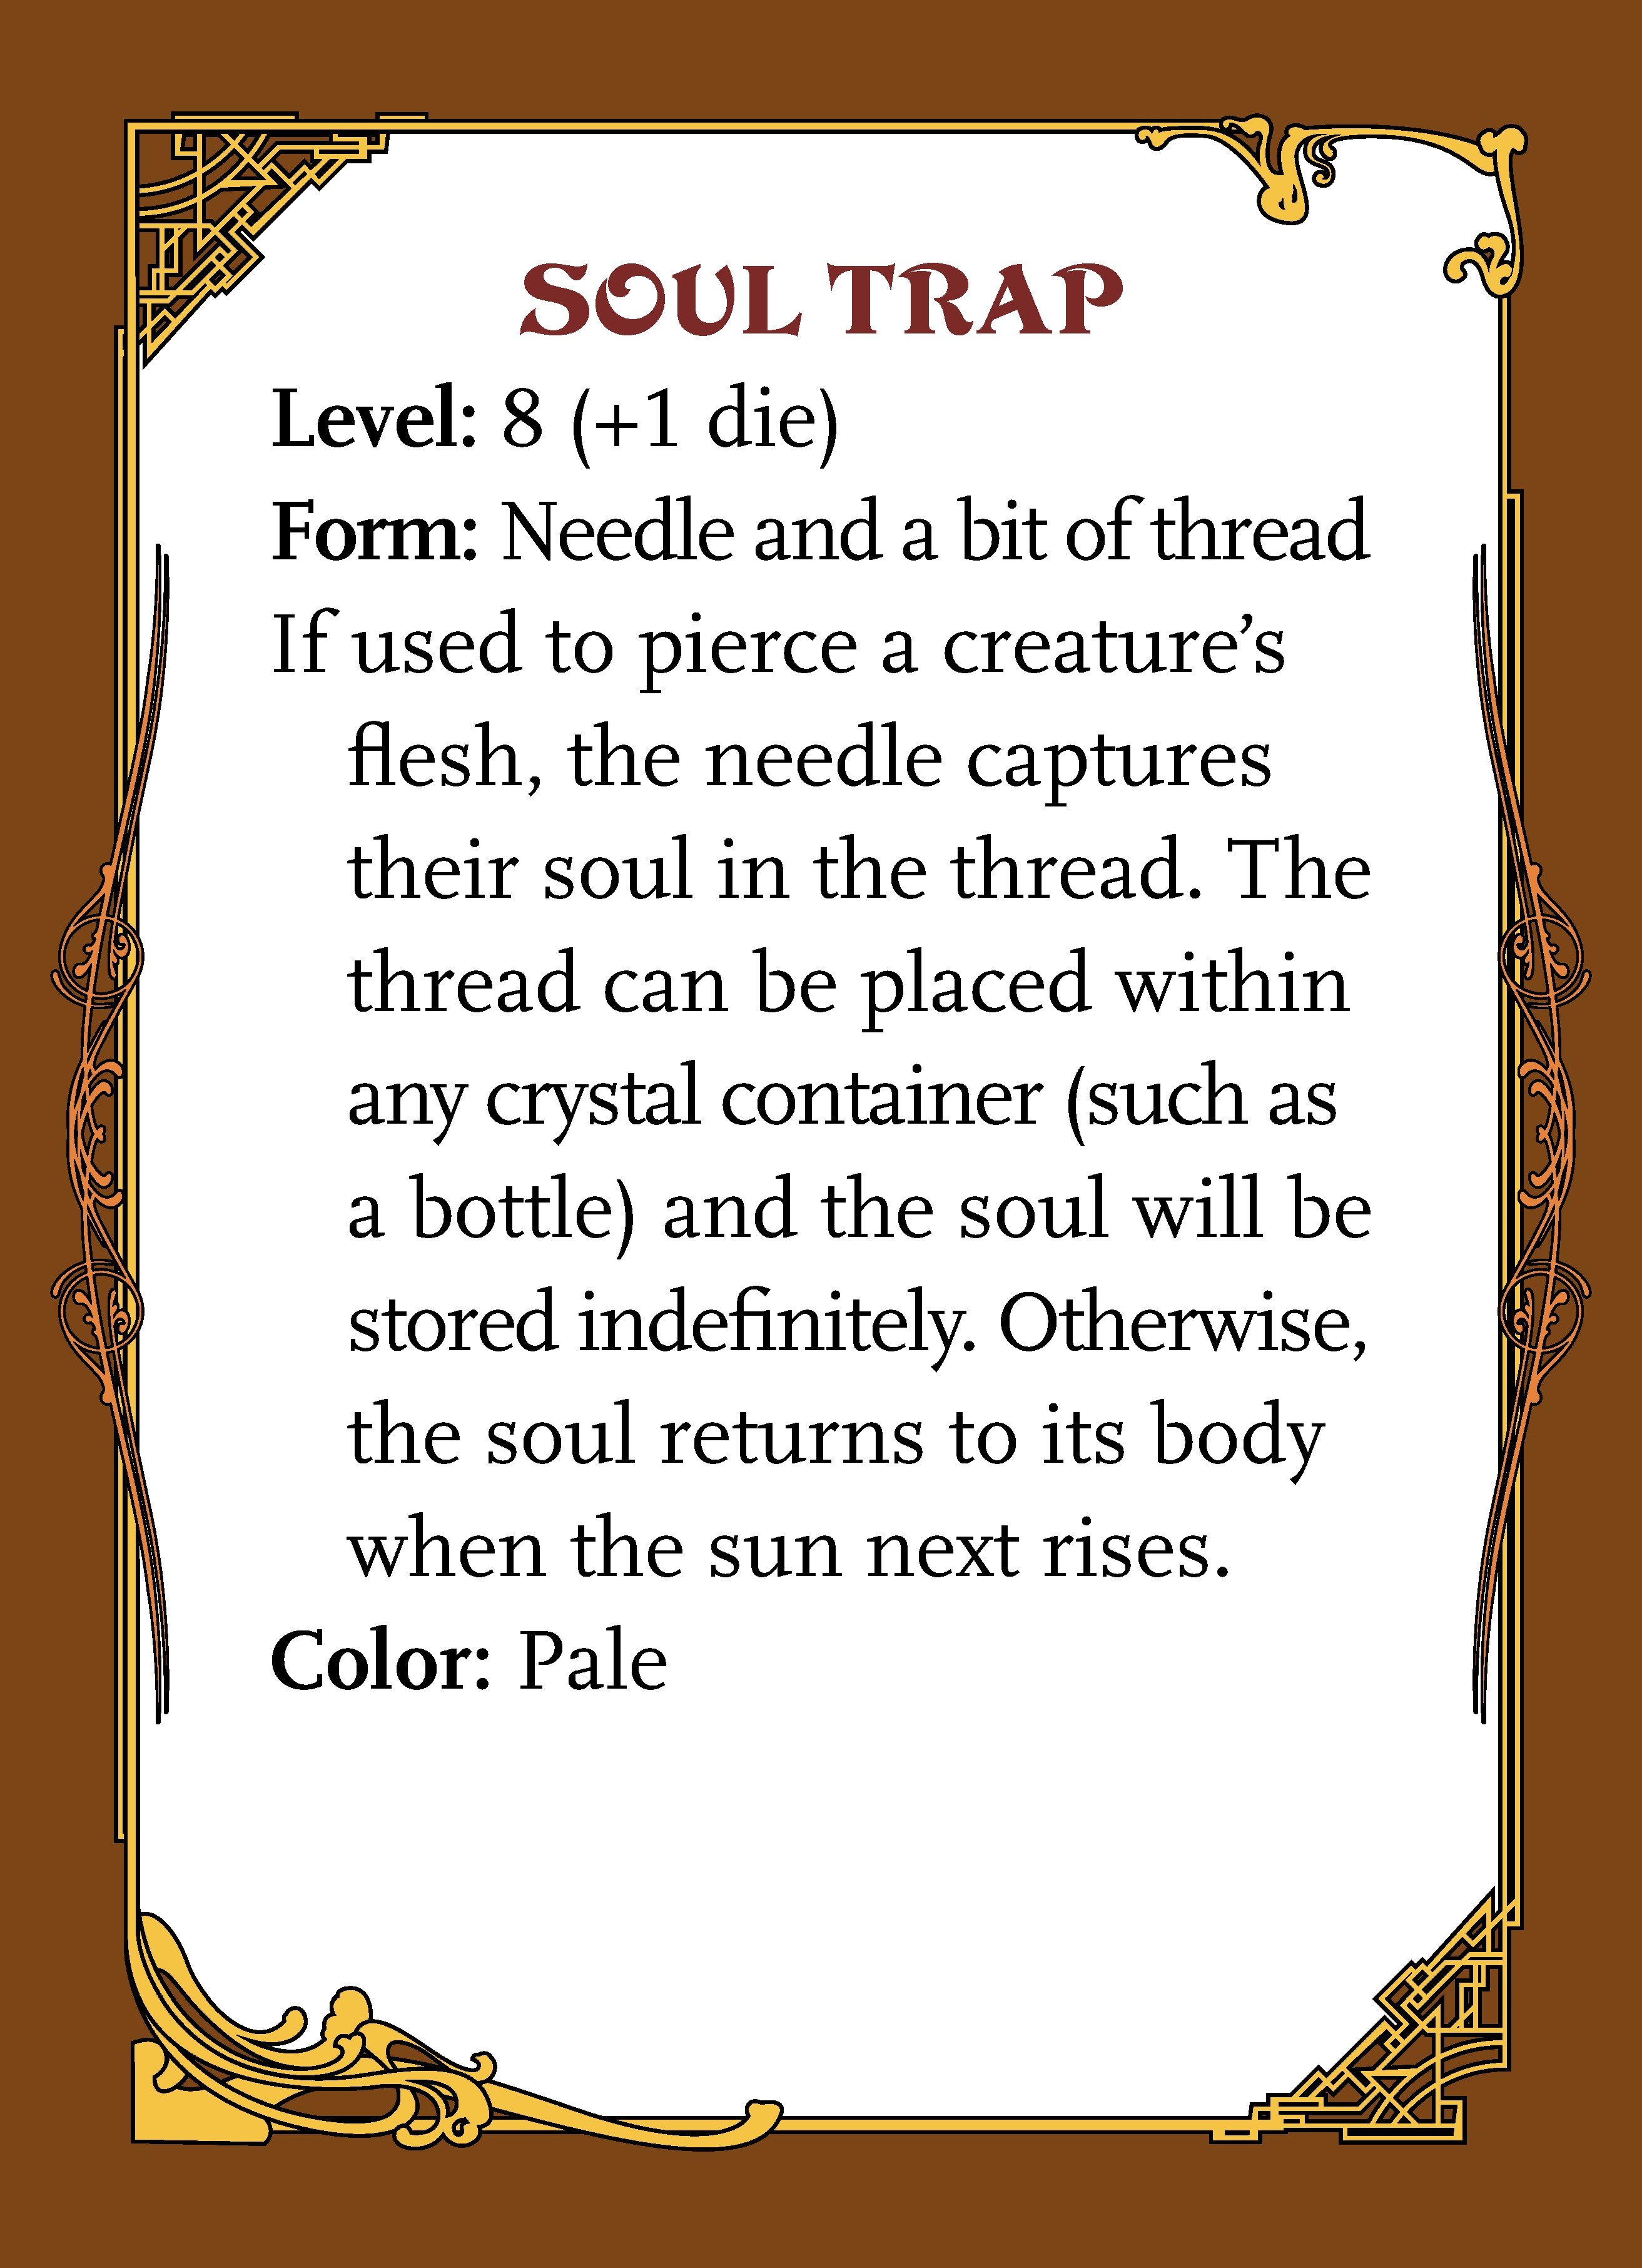 SOUL TRAP
Level: 8 (+1 die)
Form: Needle and a bit of thread
If used to pierce a creature’s
flesh, the needle captures
their soul in the thread. The
thread can be placed within
any crystal container (such as
a bottle) and the soul will be
stored indefinitely. Otherwise,
the soul returns to its body
when the sun next rises.
Color: Pale